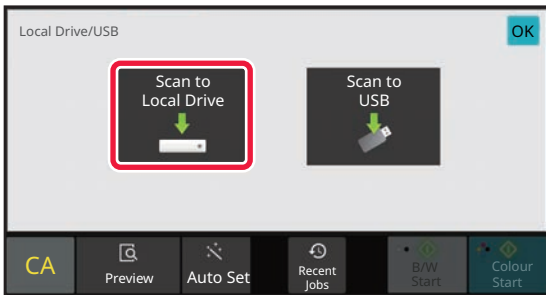 Local Drive/USB
OK
Scan to
Local Drive
Scan to
USB
CA
Preview
Auto Set
Recent
Jobs
B/W
Start
Colour
Start